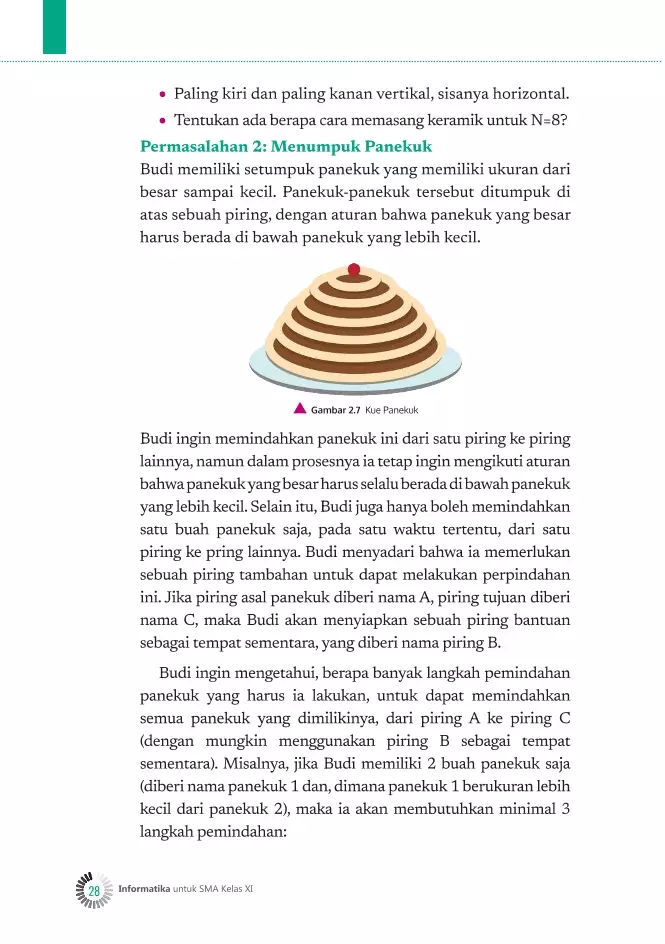 • Paling kiri dan paling kanan vertikal, sisanya horizontal.
• Tentukan ada berapa cara memasang keramik untuk N=8?
Permasalahan 2: Menumpuk Panekuk
Budi memiliki setumpuk panekuk yang memiliki ukuran dari
besar sampai kecil. Panekuk-panekuk tersebut ditumpuk di
atas sebuah piring, dengan aturan bahwa panekuk yang besar
harus berada di bawah panekuk yang lebih kecil.
Gambar 2.7 Kue Panekuk
Budi ingin memindahkan panekuk ini dari satu piring ke piring
lainnya, namun dalam prosesnya ia tetap ingin mengikuti aturan
bahwa panekuk yang besar harus selalu berada di bawah panekuk
yang lebih kecil. Selain itu, Budi juga hanya boleh memindahkan
satu buah panekuk saja, pada satu waktu tertentu, dari satu
piring ke pring lainnya. Budi menyadari bahwa ia memerlukan
sebuah piring tambahan untuk dapat melakukan perpindahan
ini. Jika piring asal panekuk diberi nama A, piring tujuan diberi
nama C, maka Budi akan menyiapkan sebuah piring bantuan
sebagai tempat sementara, yang diberi nama piring B.
Budi ingin mengetahui, berapa banyak langkah pemindahan
panekuk yang harus ia lakukan, untuk dapat memindahkan
semua panekuk yang dimilikinya, dari piring A ke piring C
(dengan mungkin menggunakan piring B sebagai tempat
sementara). Misalnya, jika Budi memiliki 2 buah panekuk saja
(diberi nama panekuk 1 dan, dimana panekuk 1 berukuran lebih
kecil dari panekuk 2), maka ia akan membutuhkan minimal 3
langkah pemindahan:
28 Informatika untuk SMA Kelas XI